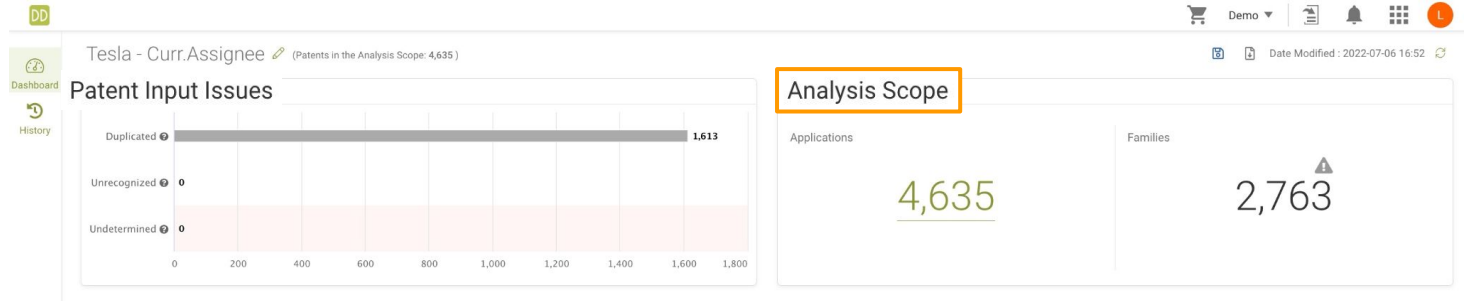 DD
Demo
L
Tesla - Curr.Assignee (Patents in the Analysis Scope: 4,635 )
Date Modified : 2022-07-06 16:52
Dashboard
History
Patent Input Issues
Duplicated ?
1,613
Unrecognized ?
0
Undetermined ?
0
0 200 400 600 800 1,000 1,200 1,400 1,600 1,800
Analysis Scope
Applications
4,635
Families
2,763